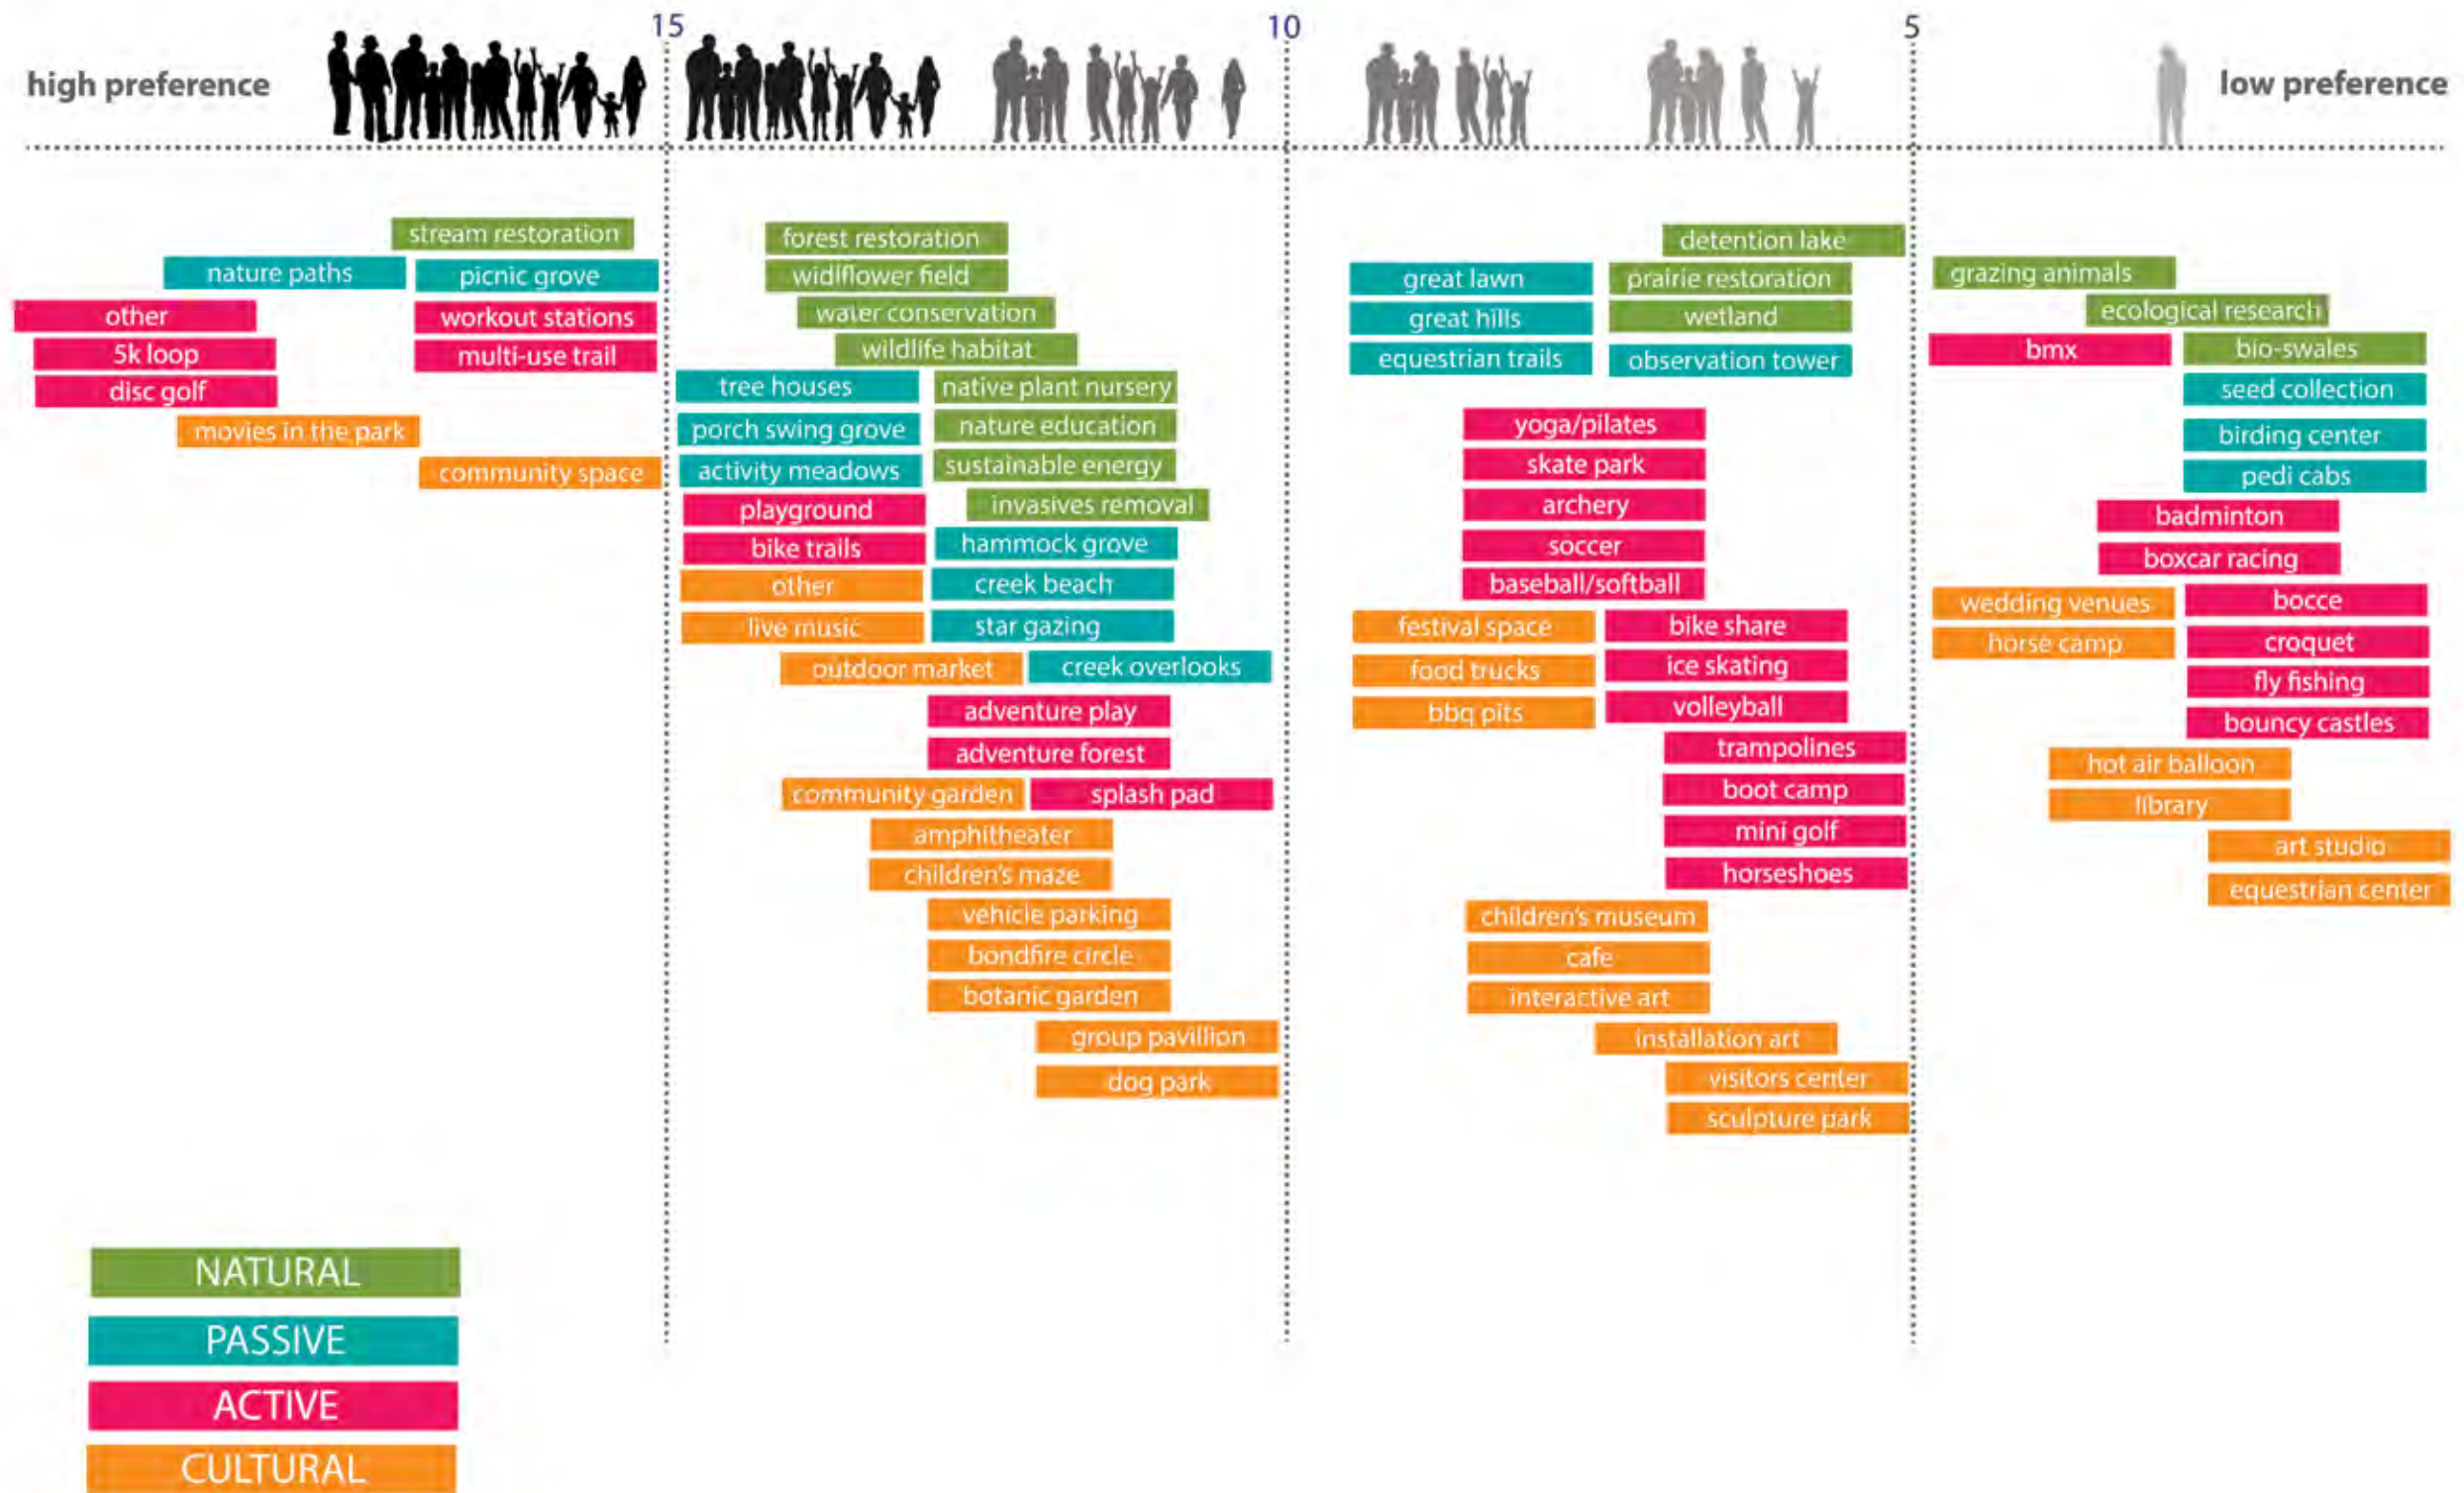 15
10
5
high preference
low preference
stream restoration
nature paths
picnic grove
other
workout stations
5k loop
multi-use trail
disc golf
movies in the park
community space
forest restoration
widlflower field
water conservation
wildlife habitat
tree houses
native plant nursery
porch swing grove
nature education
activity meadows
sustainable energy
playground
invasives removal
bike trails
hammock grove
other
creek beach
live music
star gazing
outdoor market
creek overlooks
adventure play
adventure forest
community garden
splash pad
amphitheater
children's maze
vehicle parking
bondfire circle
botanic garden
group pavillion
dog park
detention lake
great lawn
prairie restoration
great hills
wetland
equestrian trails
observation tower
yoga/pilates
skate park
archery
soccer
baseball/softball
festival space
bike share
food trucks
ice skating
bbq pits
volleyball
trampolines
boot camp
mini golf
horseshoes
children's museum
cafe
interactive art
installation art
visitors center
sculpture park
grazing animals
ecological research
bmx
bio-swales
seed collection
birding center
pedi cabs
badminton
boxcar racing
wedding venues
bocce
horse camp
croquet
fly fishing
bouncy castles
hot air balloon
library
art studio
equestrian center
NATURAL
PASSIVE
ACTIVE
CULTURAL